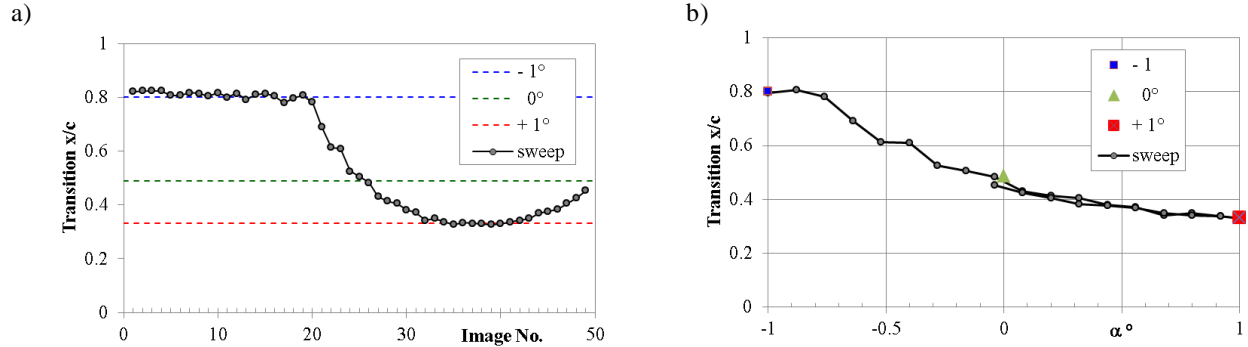 a)
1
0.8
0.6
0.4
0.2
0
Transition x/c
0 10 20 30 Image No. 50
- 1°
0°
+ 1°
sweep
b)
1
0.8
0.6
0.4
0.2
0
Transition x/c
-1 -0.5 0 α ° 1
- 1
0°
+ 1°
sweep